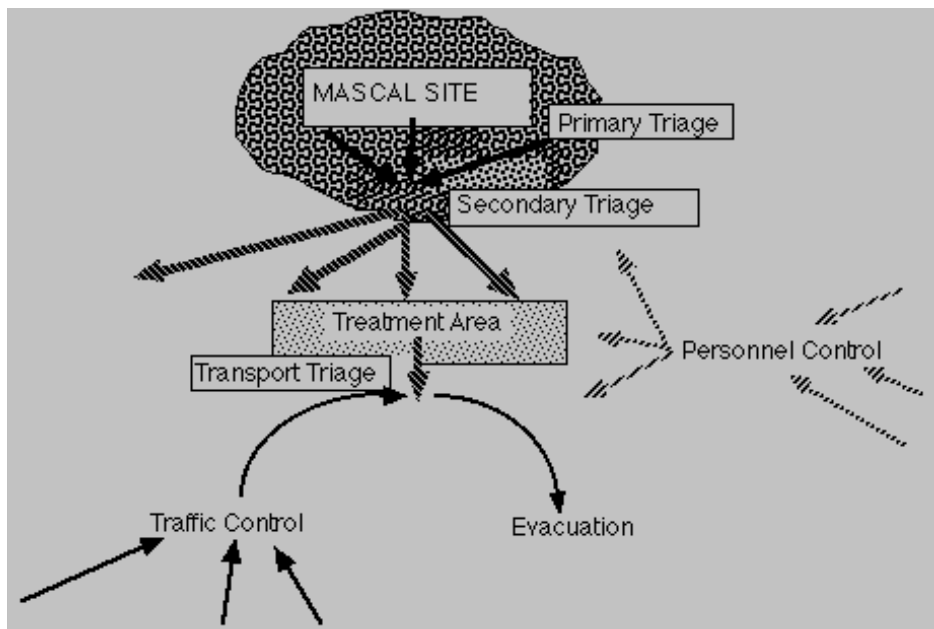 MASCAL SITE
Primary Triage
Secondary Triage
Treatment Area
Personnel Control
Transport Triage
Traffic Control
Evacuation